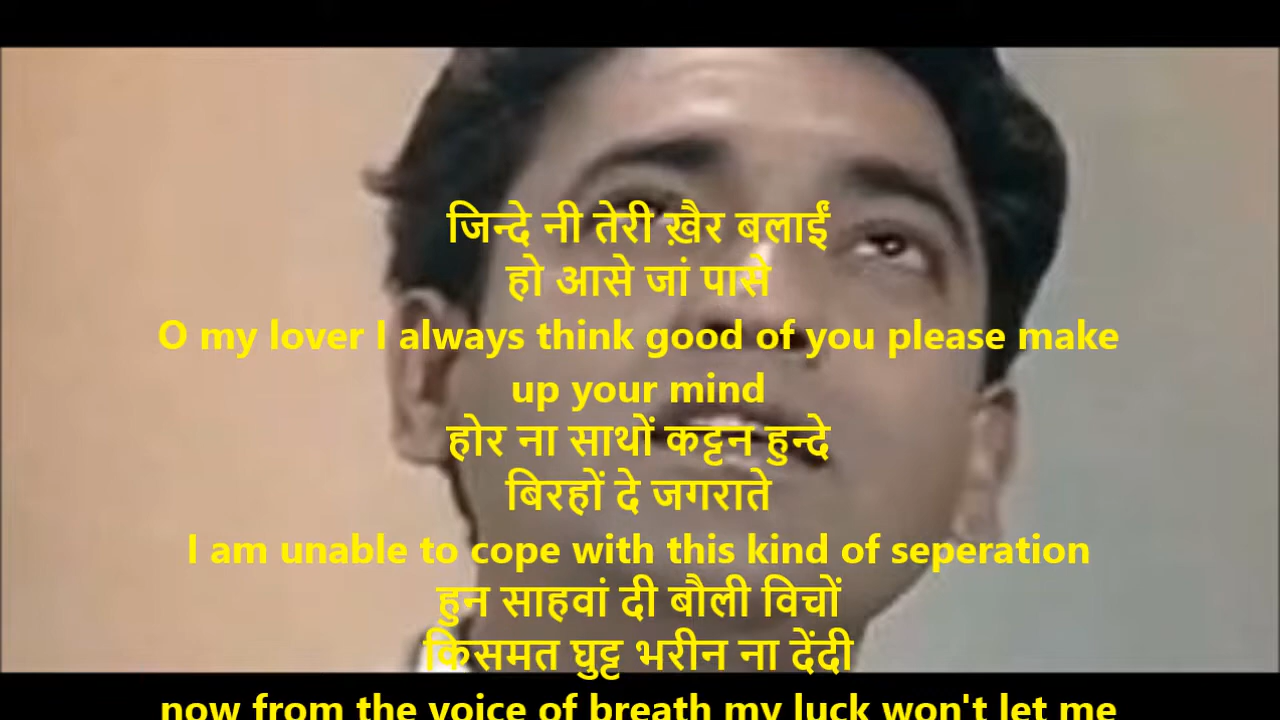 जिन्दे नी तेरी ख़ैर बलाईं
हो आसे जां पासे
O my lover I always think good of you please make
up your mind
होर ना साथों कट्टन हुन्दे
बिरहों दे जगराते
I am unable to cope with this kind of seperation
हुन साहवां दी बौली विचों
किसमत घुट्ट भरीन ना देंदी
now from the voice of breath my luck won't let me